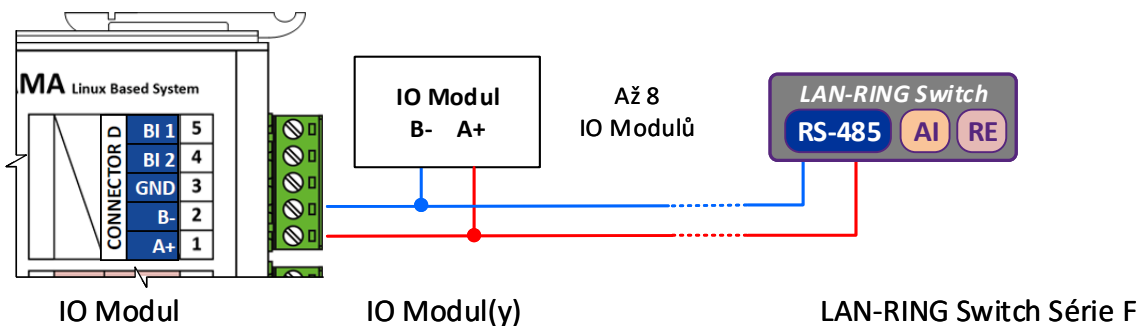 MA Linux Based System
CONNECTOR D
BI 1 5
BI 2 4
GND 3
B- 2
A+ 1
IO Modul
B- A+
Až 8
IO Modulů
LAN-RING Switch
RS-485 AI RE
IO Modul
IO Modul(y)
LAN-RING Switch Série F